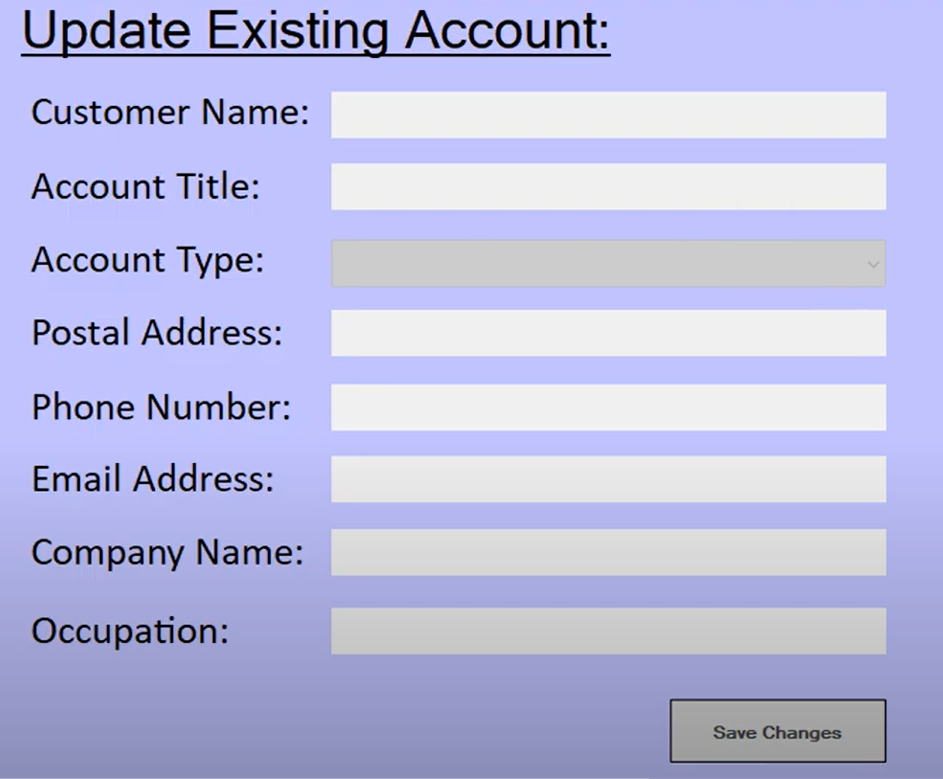 Update Existing Account:
Customer Name:
Account Title:
Account Type:
Postal Address:
Phone Number:
Email Address:
Company Name:
Occupation:
Save Changes